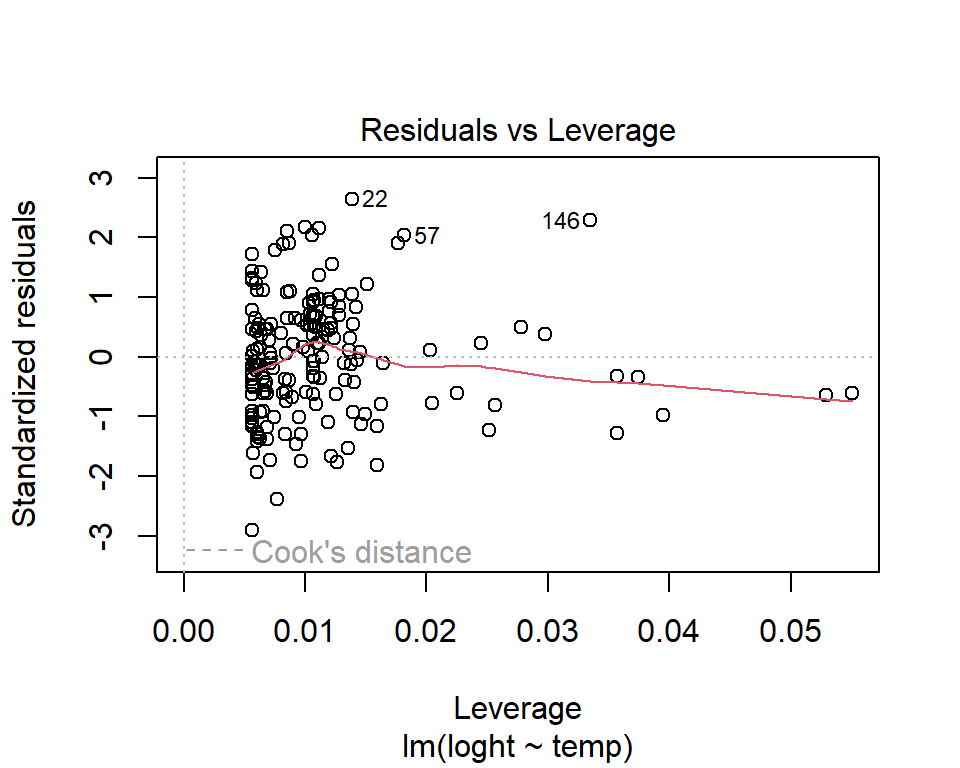 Residuals vs Leverage
Standardized residuals
3
2
1
0
-1
-2
-3
22
57
146
Cook's distance
0.00 0.01 0.02 0.03 0.04 0.05
Leverage
lm(loght ~ temp)